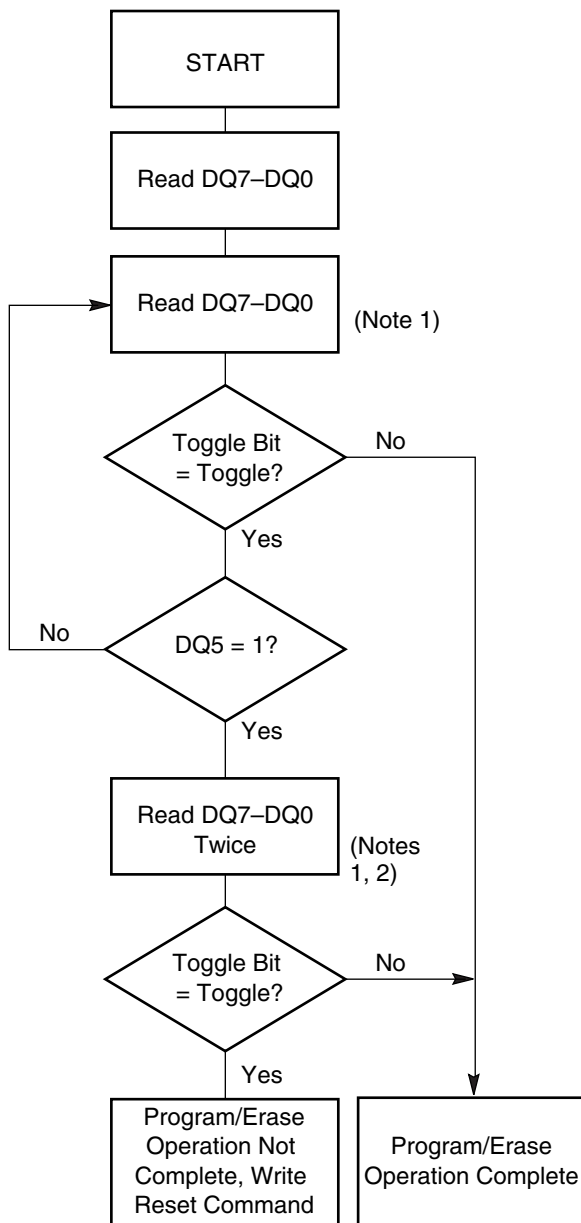 START
Read DQ7–DQ0
Read DQ7–DQ0
(Note 1)
Toggle Bit
= Toggle?
No
Yes
No
DQ5 = 1?
Yes
Read DQ7–DQ0
Twice
(Notes
1, 2)
Toggle Bit
= Toggle?
No
Yes
Program/Erase
Operation Not
Complete, Write
Reset Command
Program/Erase
Operation Complete